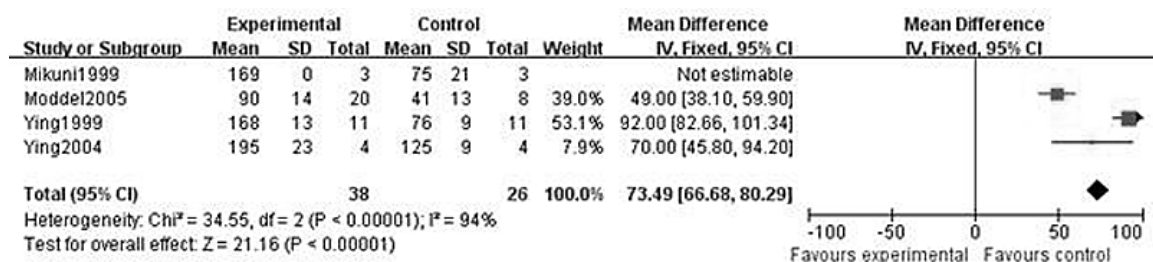 Experimental Control Mean Difference Mean Difference
Study or Subgroup Mean SD Total Mean SD Total Weight IV, Fixed, 95% CI IV, Fixed, 95% CI
Mikuni1999 169 0 3 75 21 3 Not estimable
Moddel2005 90 14 20 41 13 8 39.0% 49.00 [38.10, 59.90]
Ying1999 168 13 11 76 9 11 53.1% 92.00 [82.66, 101.34]
Ying2004 195 23 4 125 9 4 7.9% 70.00 [45.80, 94.20]
Total (95% CI) 38 26 100.0% 73.49 [66.68, 80.29]
Heterogeneity: Chi² = 34.55, df = 2 (P < 0.00001); I² = 94%
Test for overall effect: Z = 21.16 (P < 0.00001)
-100 -50 0 50 100
Favours experimental Favours control